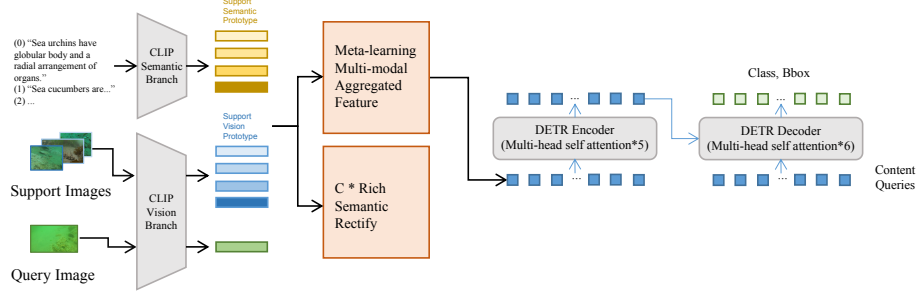 (0) “Sea urchins have
globular body and a
radial arrangement of
organs.”
(1) “Sea cucumbers are...”
(2) ...
CLIP
Semantic
Branch
Support
Semantic
Prototype
Support Images
Query Image
CLIP
Vision
Branch
Support
Vision
Prototype
Meta-learning
Multi-modal
Aggregated
Feature
C * Rich
Semantic
Rectify
...
DETR Encoder
(Multi-head self attention*5)
...
Class, Bbox
...
DETR Decoder
(Multi-head self attention*6)
...
Content
Queries